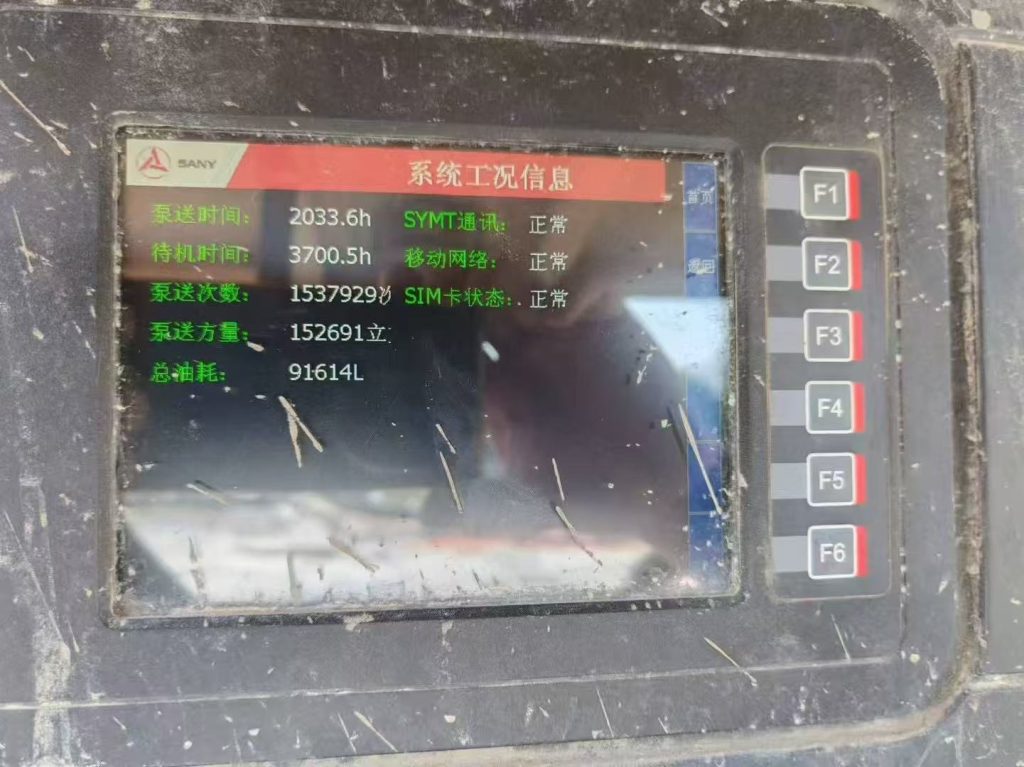 SANY
系统工况信息
首页
泵送时间: 2033.6h SYMT通讯: 正常
待机时间: 3700.5h 移动网络: 正常
返回
泵送次数: 1537929 SIM卡状态: 正常
泵送方量: 152691立
总油耗: 91614L
F1
F2
F3
F4
F5
F6